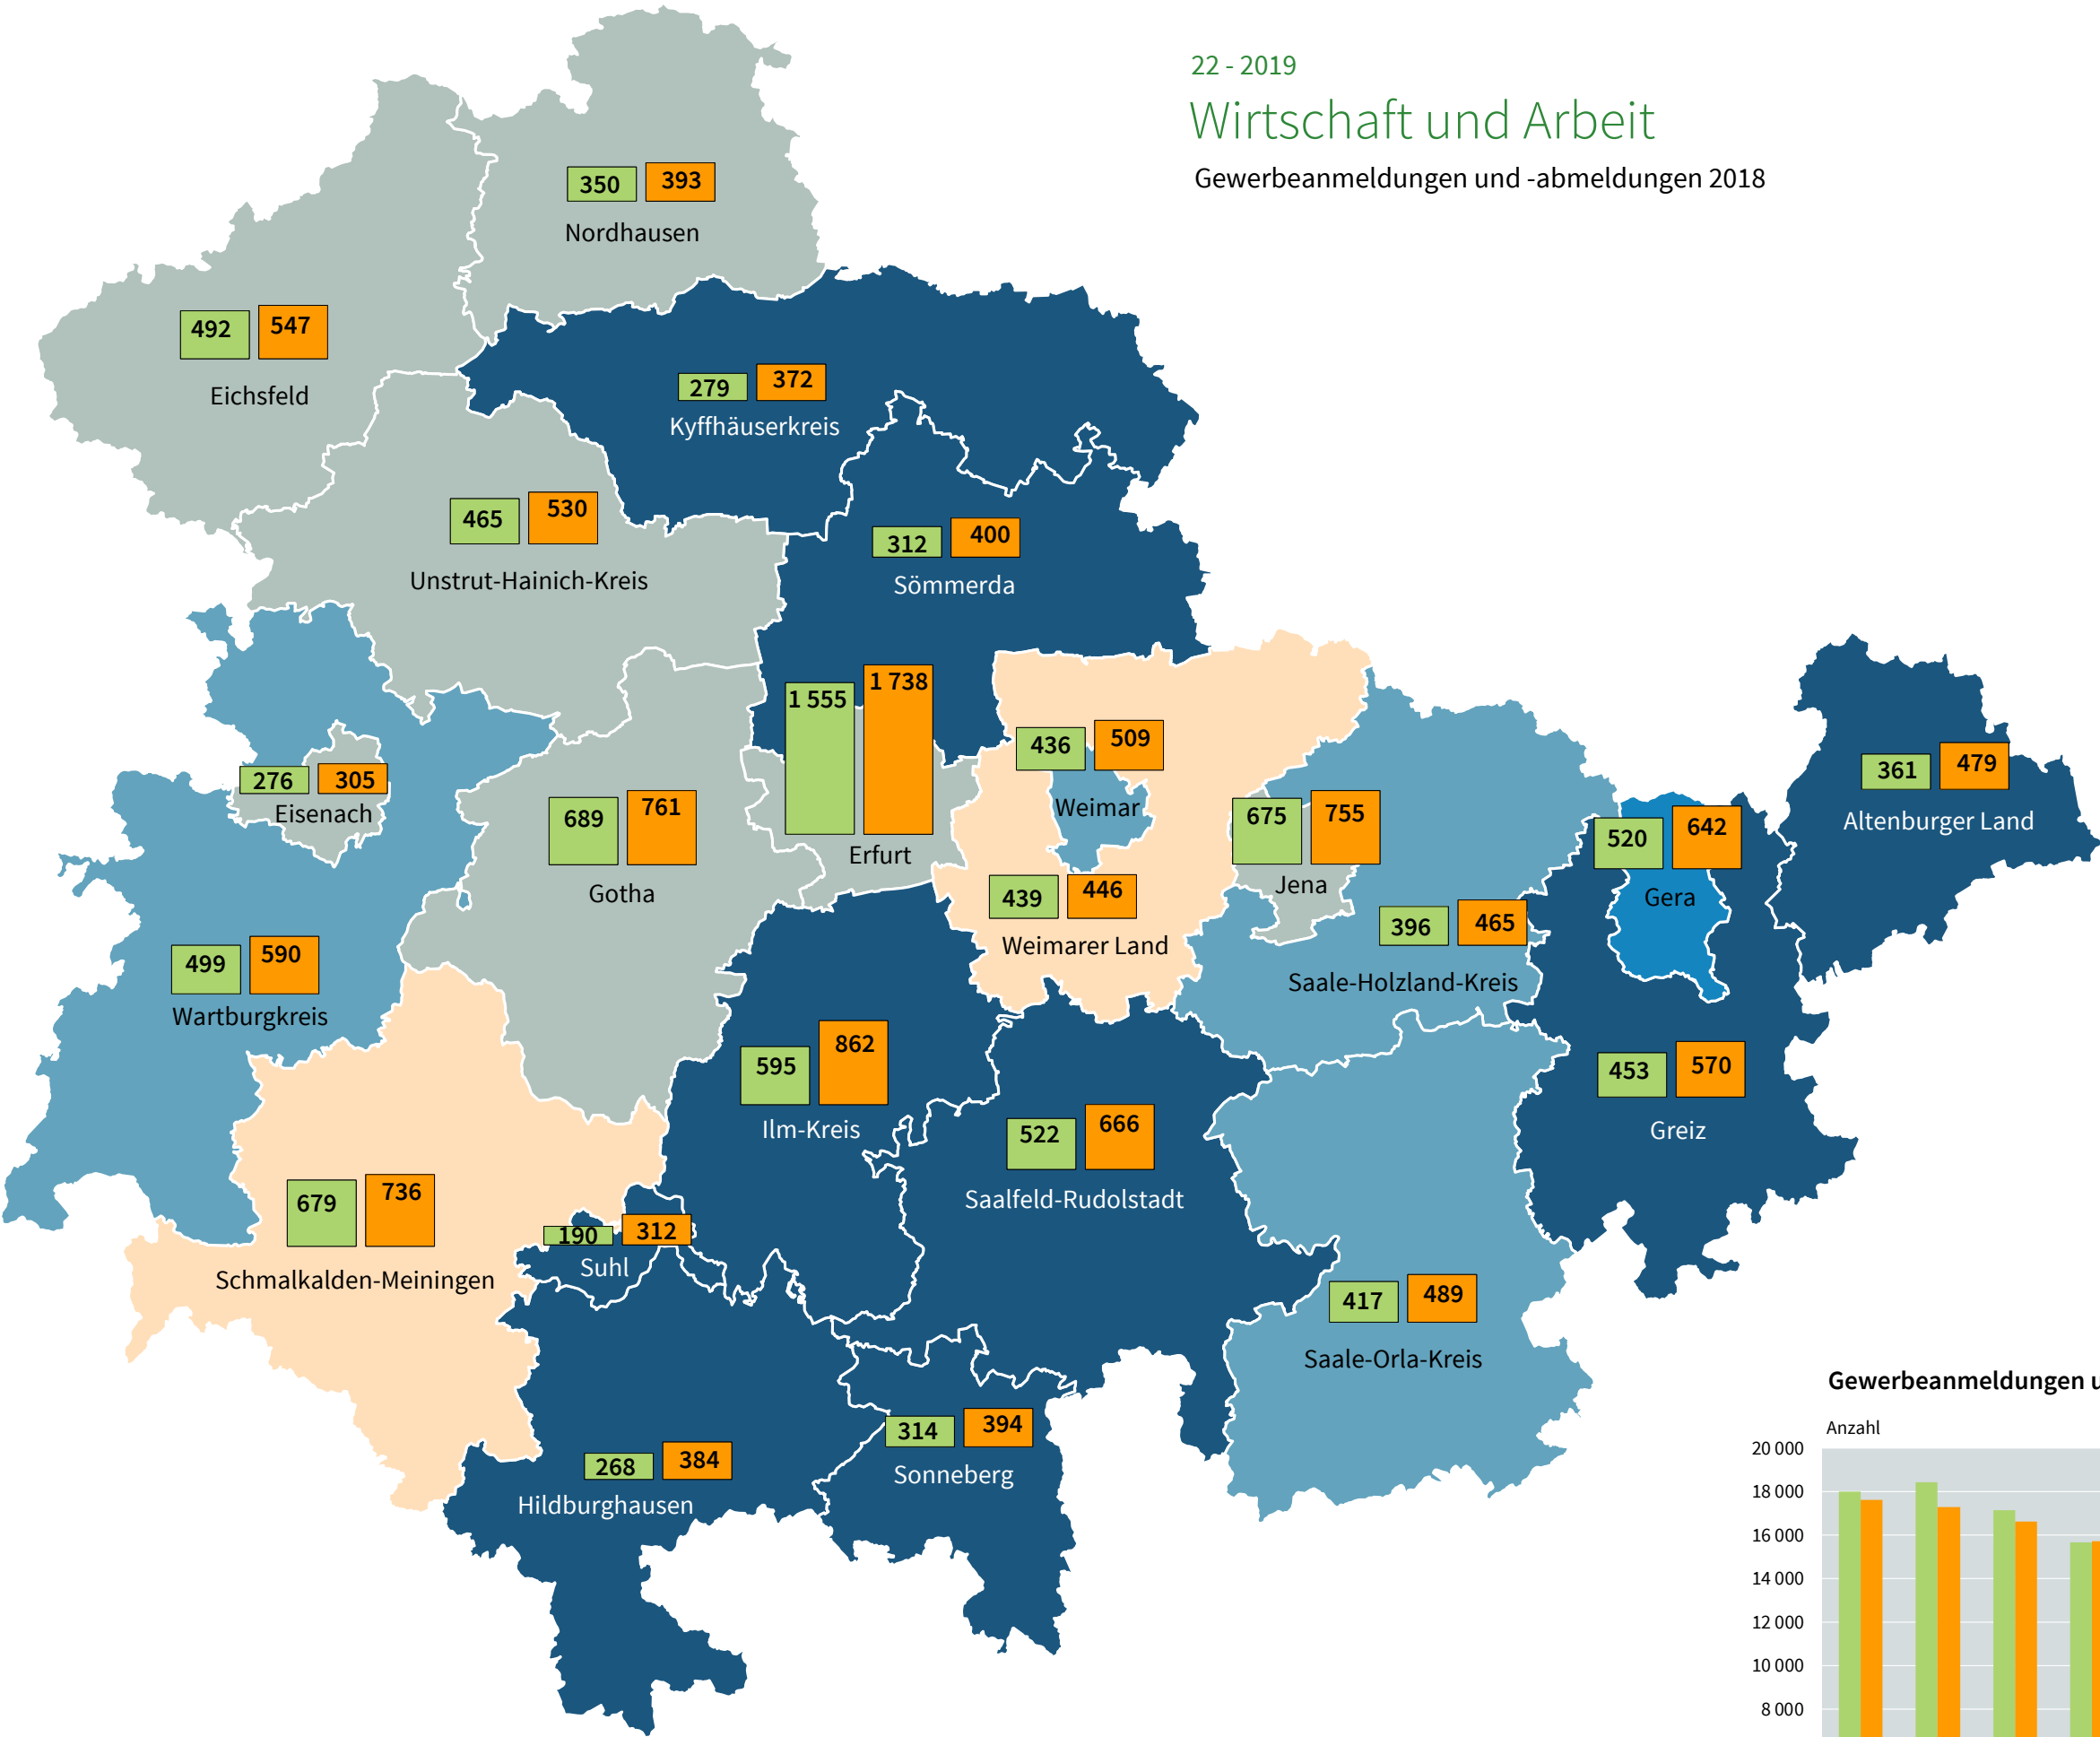 22 - 2019
Wirtschaft und Arbeit
Gewerbeanmeldungen und -abmeldungen 2018
350 393
Nordhausen
492 547
Eichsfeld
279 372
Kyffhäuserkreis
465 530
Unstrut-Hainich-Kreis
312 400
Sömmerda
1 555 1 738
Erfurt
436 509
Weimar
276 305
Eisenach
689 761
Gotha
675 755
Jena
520 642
Gera
361 479
Altenburger Land
439 446
Weimarer Land
396 465
Saale-Holzland-Kreis
499 590
Wartburgkreis
595 862
Ilm-Kreis
453 570
Greiz
522 666
Saalfeld-Rudolstadt
679 736
Schmalkalden-Meiningen
190 312
Suhl
417 489
Saale-Orla-Kreis
314 394
Sonneberg
268 384
Hildburghausen
Gewerbeanmeldungen u
Anzahl
20 000
18 000
16 000
14 000
12 000
10 000
8 000